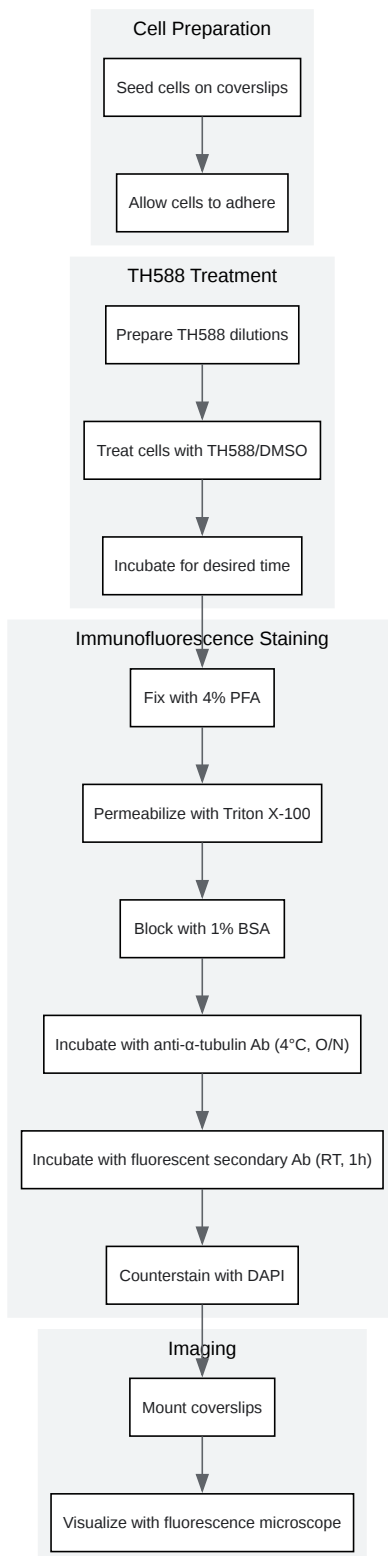 Cell Preparation
Seed cells on coverslips
Allow cells to adhere
TH588 Treatment
Prepare TH588 dilutions
Treat cells with TH588/DMSO
Incubate for desired time
Immunofluorescence Staining
Fix with 4% PFA
Permeabilize with Triton X-100
Block with 1% BSA
Incubate with anti-α-tubulin Ab (4°C, O/N)
Incubate with fluorescent secondary Ab (RT, 1h)
Counterstain with DAPI
Imaging
Mount coverslips
Visualize with fluorescence microscope